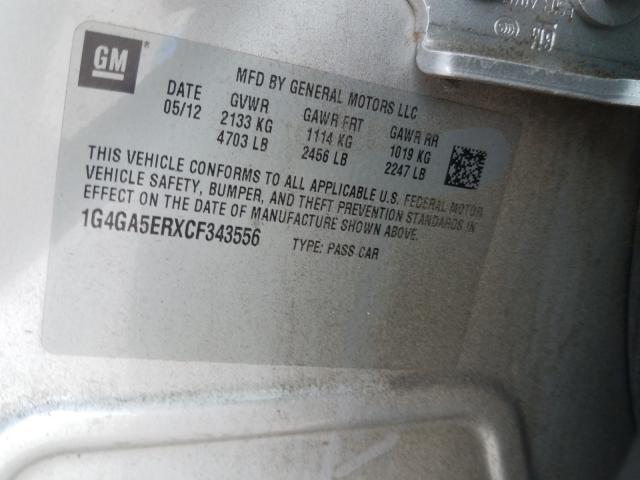 GM
MFD BY GENERAL MOTORS LLC
DATE GVWR GAWR FRT GAWR RR
05/12 2133 KG 1114 KG 1019 KG
4703 LB 2456 LB 2247 LB
THIS VEHICLE CONFORMS TO ALL APPLICABLE U.S. FEDERAL MOTOR
VEHICLE SAFETY, BUMPER, AND THEFT PREVENTION STANDARDS IN
EFFECT ON THE DATE OF MANUFACTURE SHOWN ABOVE.
1G4GA5ERXCF343556 TYPE: PASS CAR